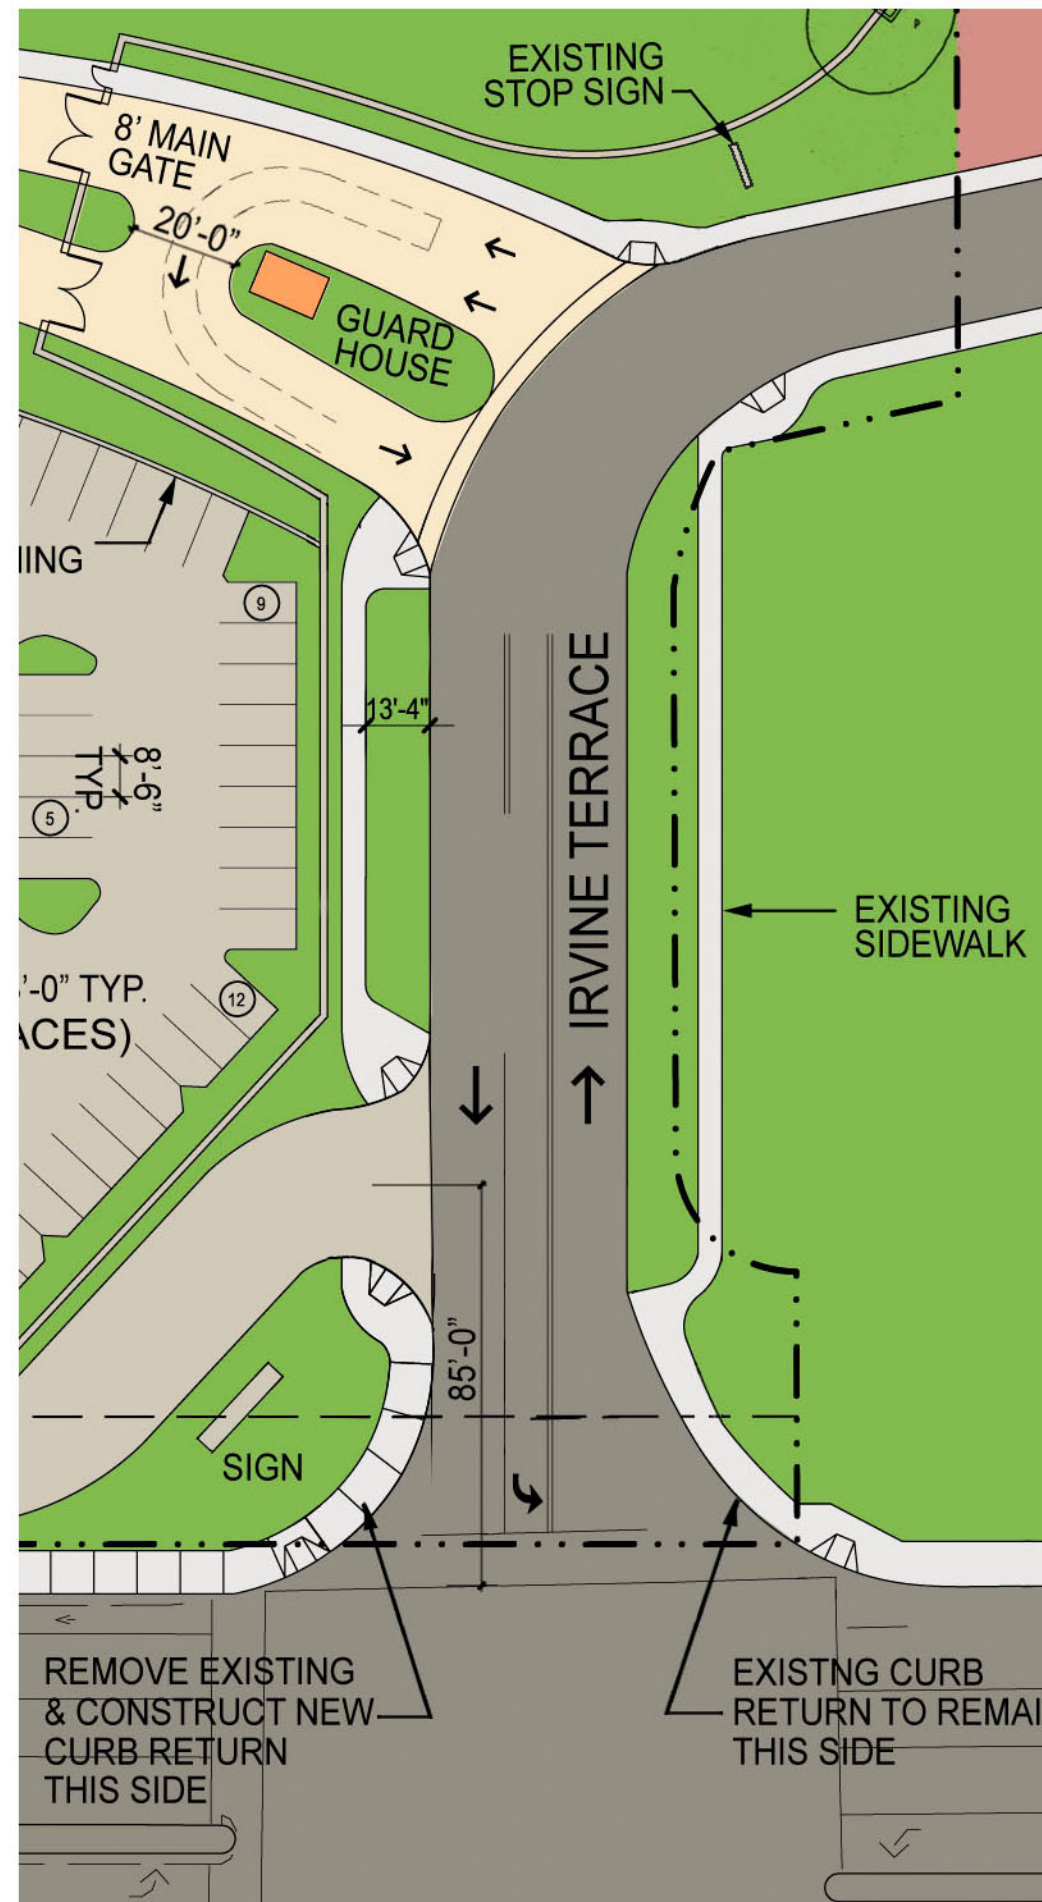 EXISTING
STOP SIGN
8' MAIN
GATE
20'-0"
GUARD
HOUSE
9
13'-4"
8'-6"
TYP.
5
IRVINE TERRACE
EXISTING
SIDEWALK
12
'-0" TYP.
ACES)
85'-0"
SIGN
REMOVE EXISTING
& CONSTRUCT NEW
CURB RETURN
THIS SIDE
EXISTNG CURB
RETURN TO REMAI
THIS SIDE